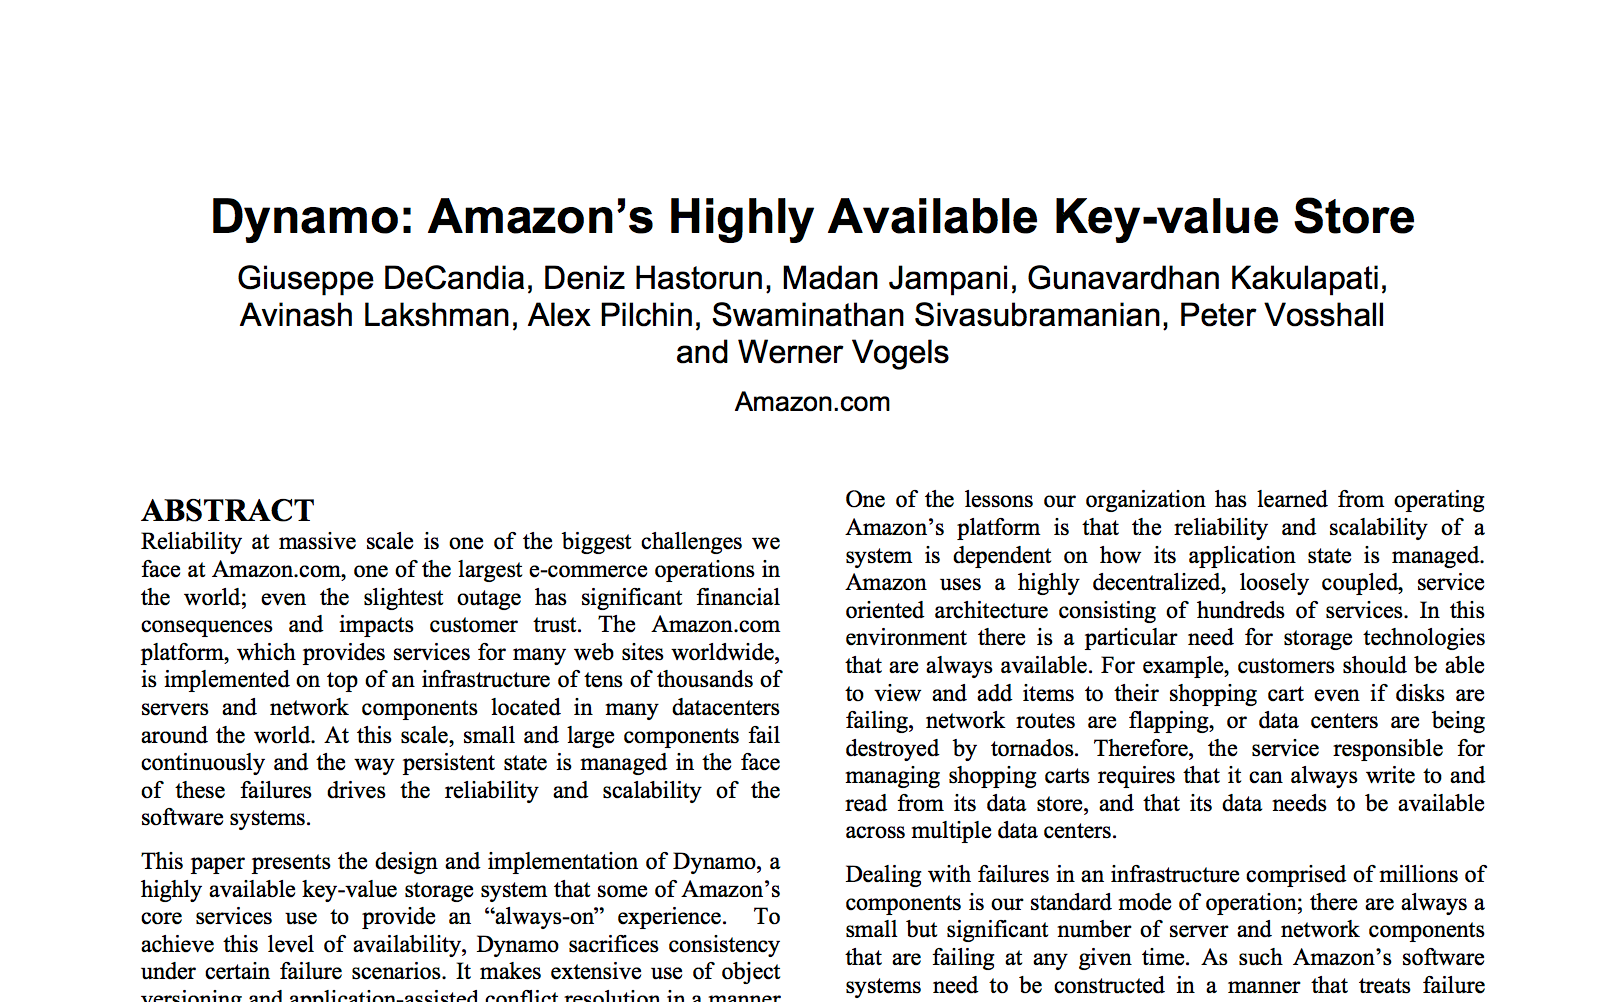 Dynamo: Amazon’s Highly Available Key-value Store
Giuseppe DeCandia, Deniz Hastorun, Madan Jampani, Gunavardhan Kakulapati,
Avinash Lakshman, Alex Pilchin, Swaminathan Sivasubramanian, Peter Vosshall
and Werner Vogels
Amazon.com
ABSTRACT
Reliability at massive scale is one of the biggest challenges we
face at Amazon.com, one of the largest e-commerce operations in
the world; even the slightest outage has significant financial
consequences and impacts customer trust. The Amazon.com
platform, which provides services for many web sites worldwide,
is implemented on top of an infrastructure of tens of thousands of
servers and network components located in many datacenters
around the world. At this scale, small and large components fail
continuously and the way persistent state is managed in the face
of these failures drives the reliability and scalability of the
software systems.
This paper presents the design and implementation of Dynamo, a
highly available key-value storage system that some of Amazon’s
core services use to provide an “always-on” experience.  To
achieve this level of availability, Dynamo sacrifices consistency
under certain failure scenarios. It makes extensive use of object
versioning and application-assisted conflict resolution in a manner
One of the lessons our organization has learned from operating
Amazon’s platform is that the reliability and scalability of a
system is dependent on how its application state is managed.
Amazon uses a highly decentralized, loosely coupled, service
oriented architecture consisting of hundreds of services. In this
environment there is a particular need for storage technologies
that are always available. For example, customers should be able
to view and add items to their shopping cart even if disks are
failing, network routes are flapping, or data centers are being
destroyed by tornados. Therefore, the service responsible for
managing shopping carts requires that it can always write to and
read from its data store, and that its data needs to be available
across multiple data centers.
Dealing with failures in an infrastructure comprised of millions of
components is our standard mode of operation; there are always a
small but significant number of server and network components
that are failing at any given time. As such Amazon’s software
systems need to be constructed in a manner that treats failure